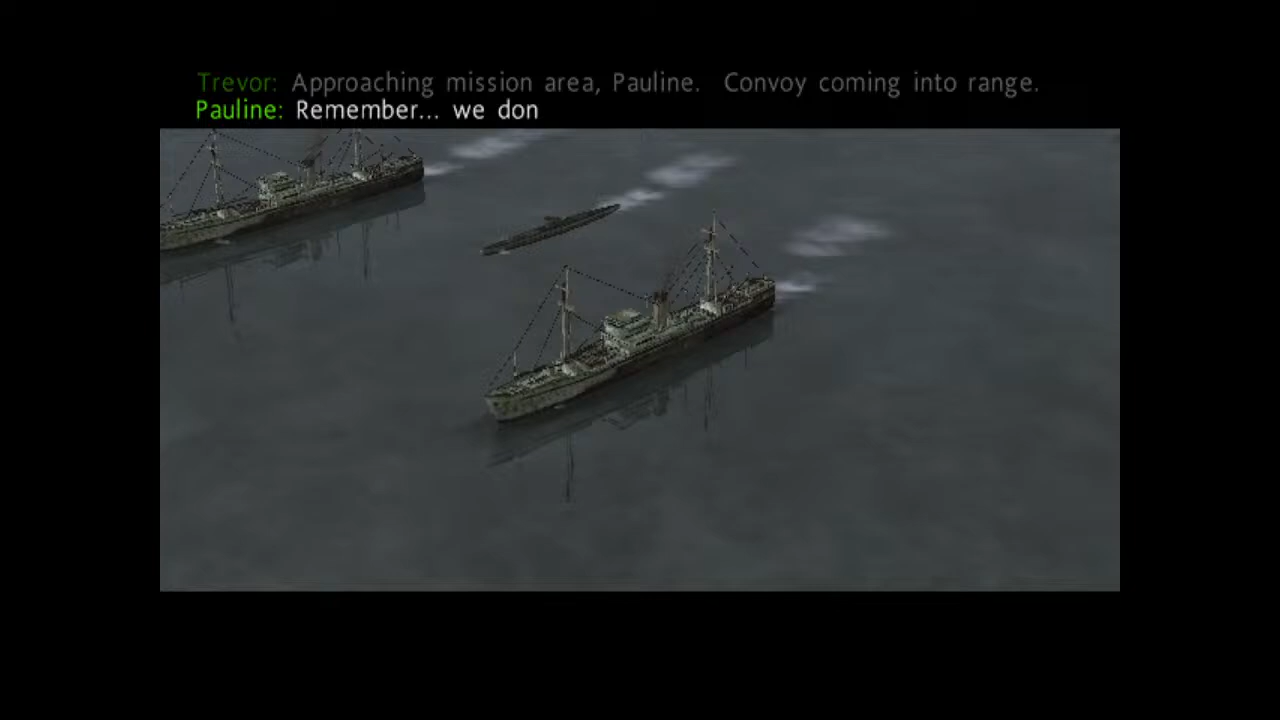 Trevor: Approaching mission area, Pauline. Convoy coming into range.
Pauline: Remember... we don